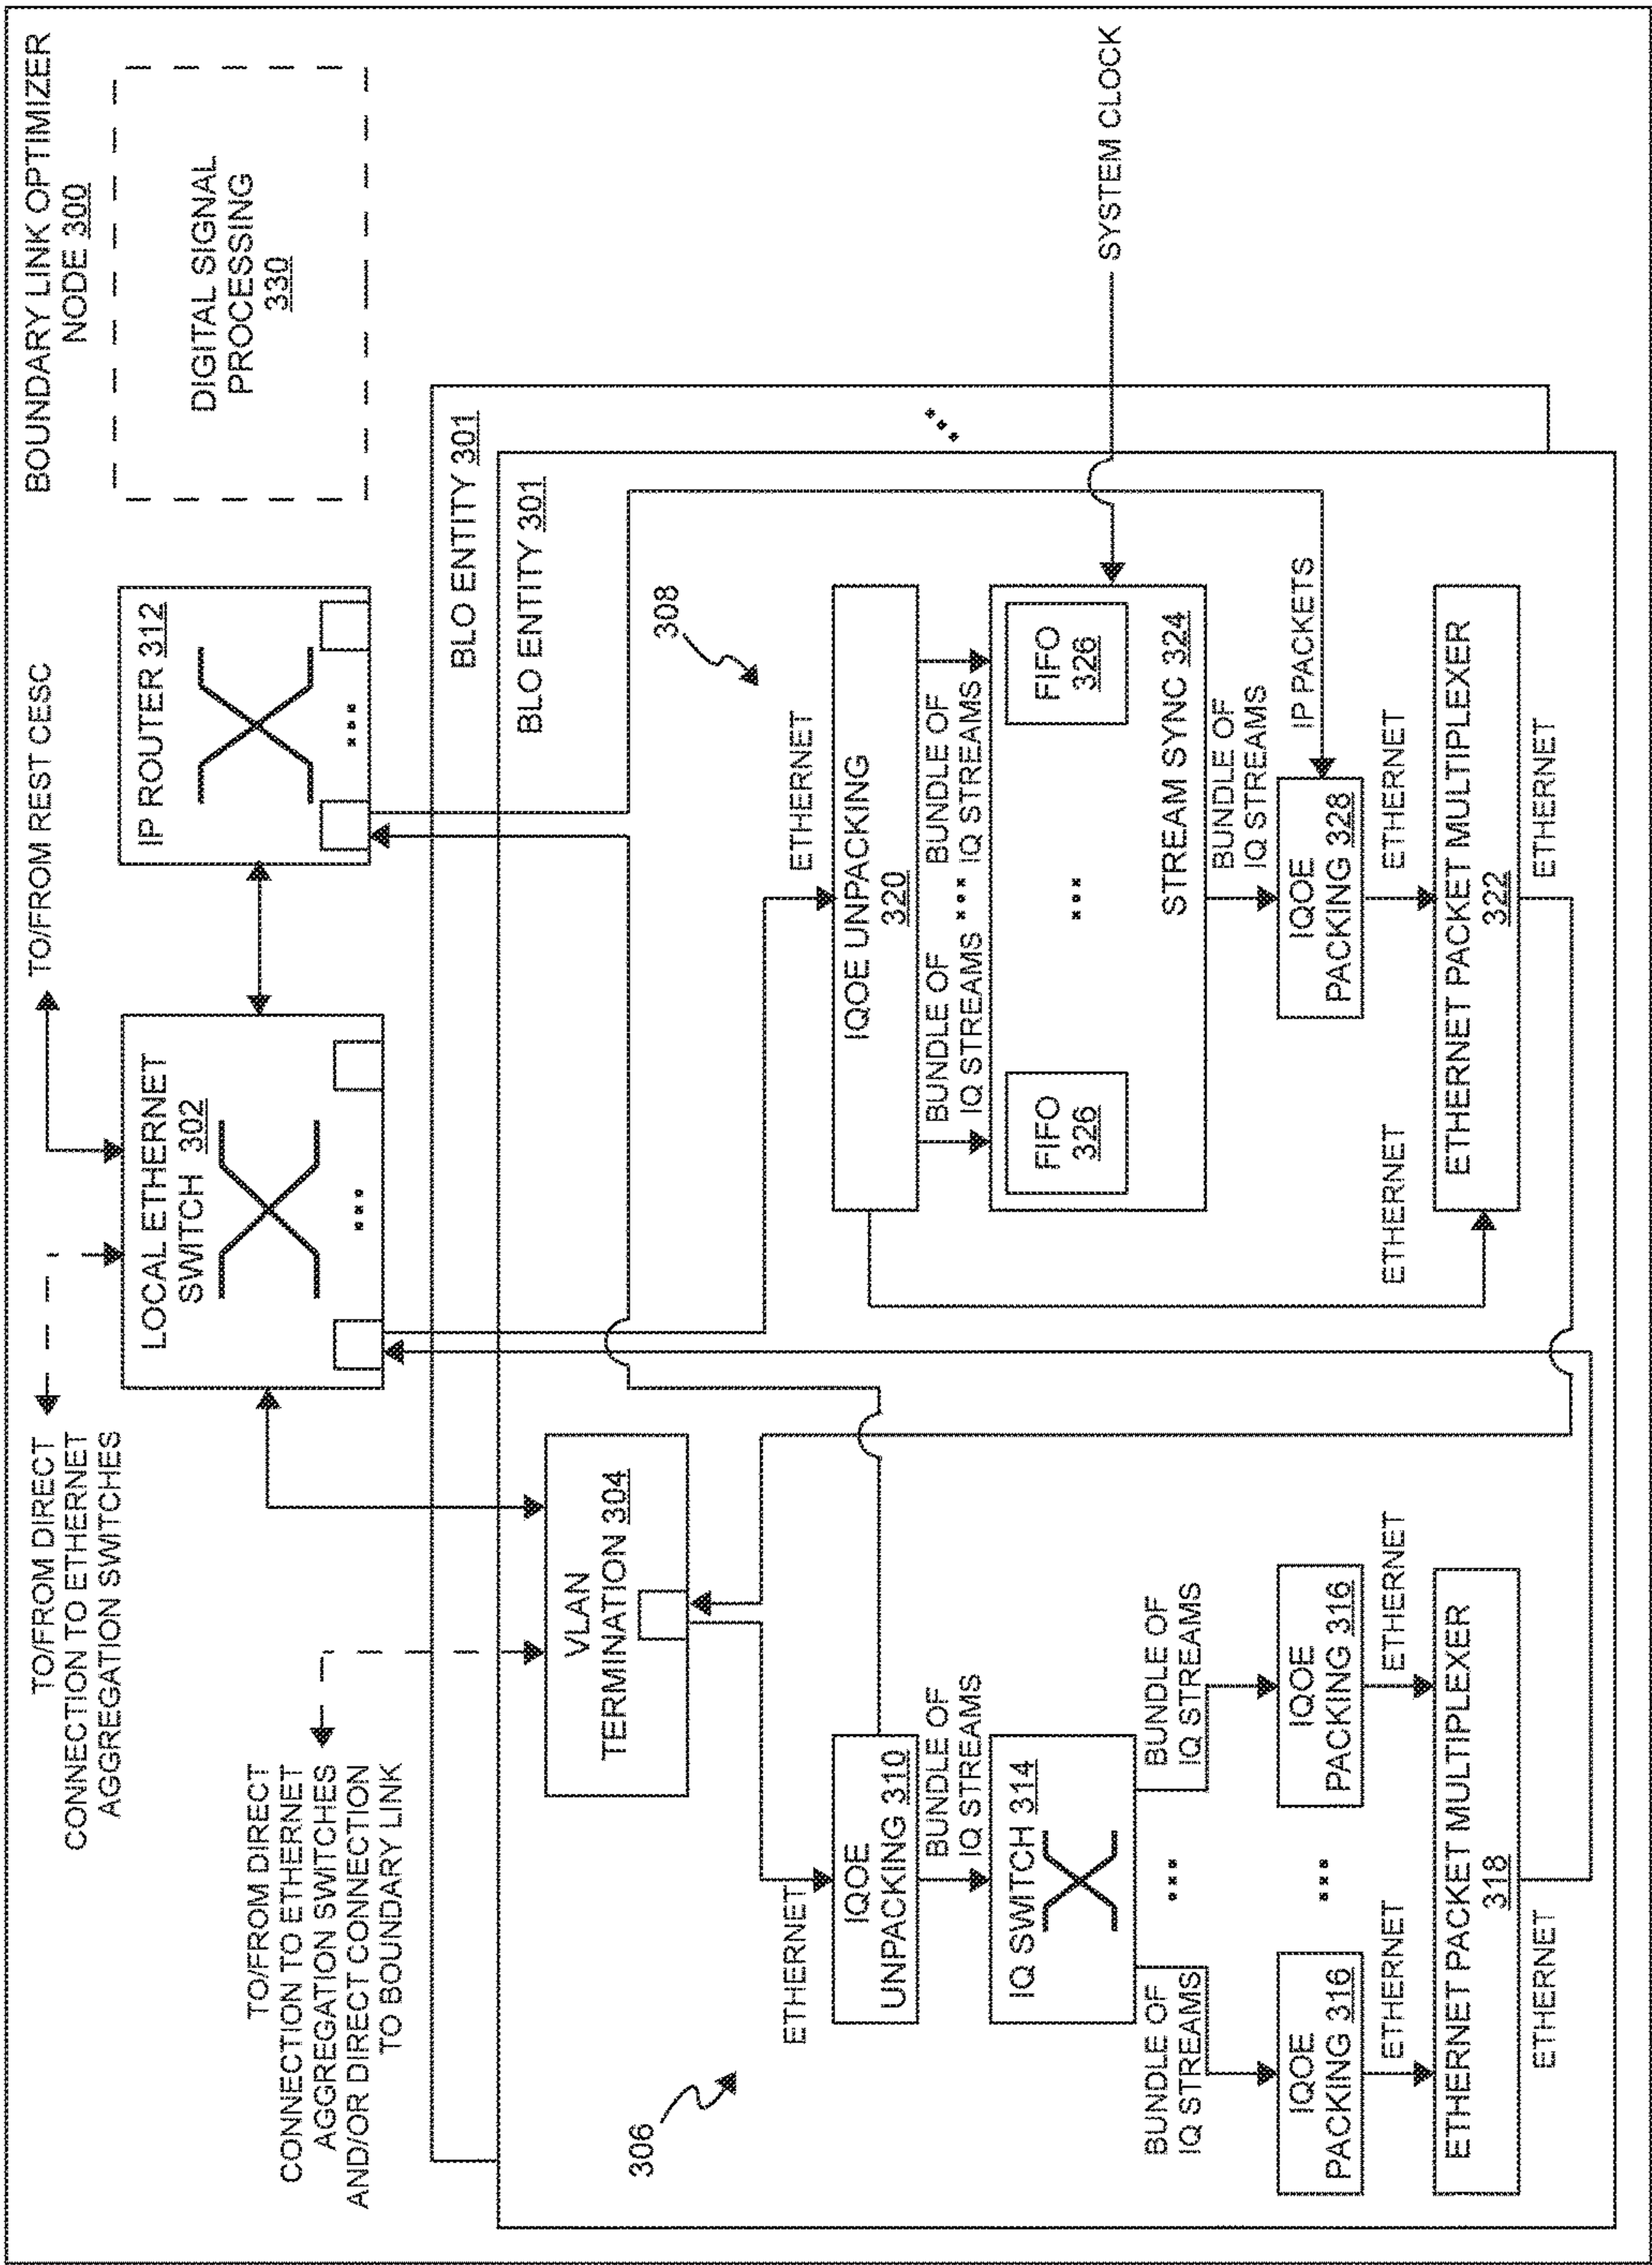 BOUNDARY LINK OPTIMIZER
NODE 300
DIGITAL SIGNAL
PROCESSING
330
TO/FROM REST CESC
TO/FROM DIRECT
CONNECTION TO ETHERNET
AGGREGATION SWITCHES
LOCAL ETHERNET
SWITCH 302
...
IP ROUTER 312
...
TO/FROM DIRECT
CONNECTION TO ETHERNET
AGGREGATION SWITCHES
AND/OR DIRECT CONNECTION
TO BOUNDARY LINK
BLO ENTITY 301
BLO ENTITY 301
...
VLAN
TERMINATION 304
306
ETHERNET
IQOE
UNPACKING 310
BUNDLE OF
IQ STREAMS
IQ SWITCH 314
BUNDLE OF
IQ STREAMS
...
BUNDLE OF
IQ STREAMS
IQOE
PACKING 316
...
IQOE
PACKING 316
ETHERNET
ETHERNET
ETHERNET PACKET MULTIPLEXER
318
ETHERNET
308
ETHERNET
IQOE UNPACKING
320
BUNDLE OF
IQ STREAMS
...
BUNDLE OF
IQ STREAMS
FIFO
326
...
FIFO
326
STREAM SYNC 324
SYSTEM CLOCK
BUNDLE OF
IQ STREAMS
IP PACKETS
IQOE
PACKING 328
ETHERNET
ETHERNET
ETHERNET PACKET MULTIPLEXER
322
ETHERNET